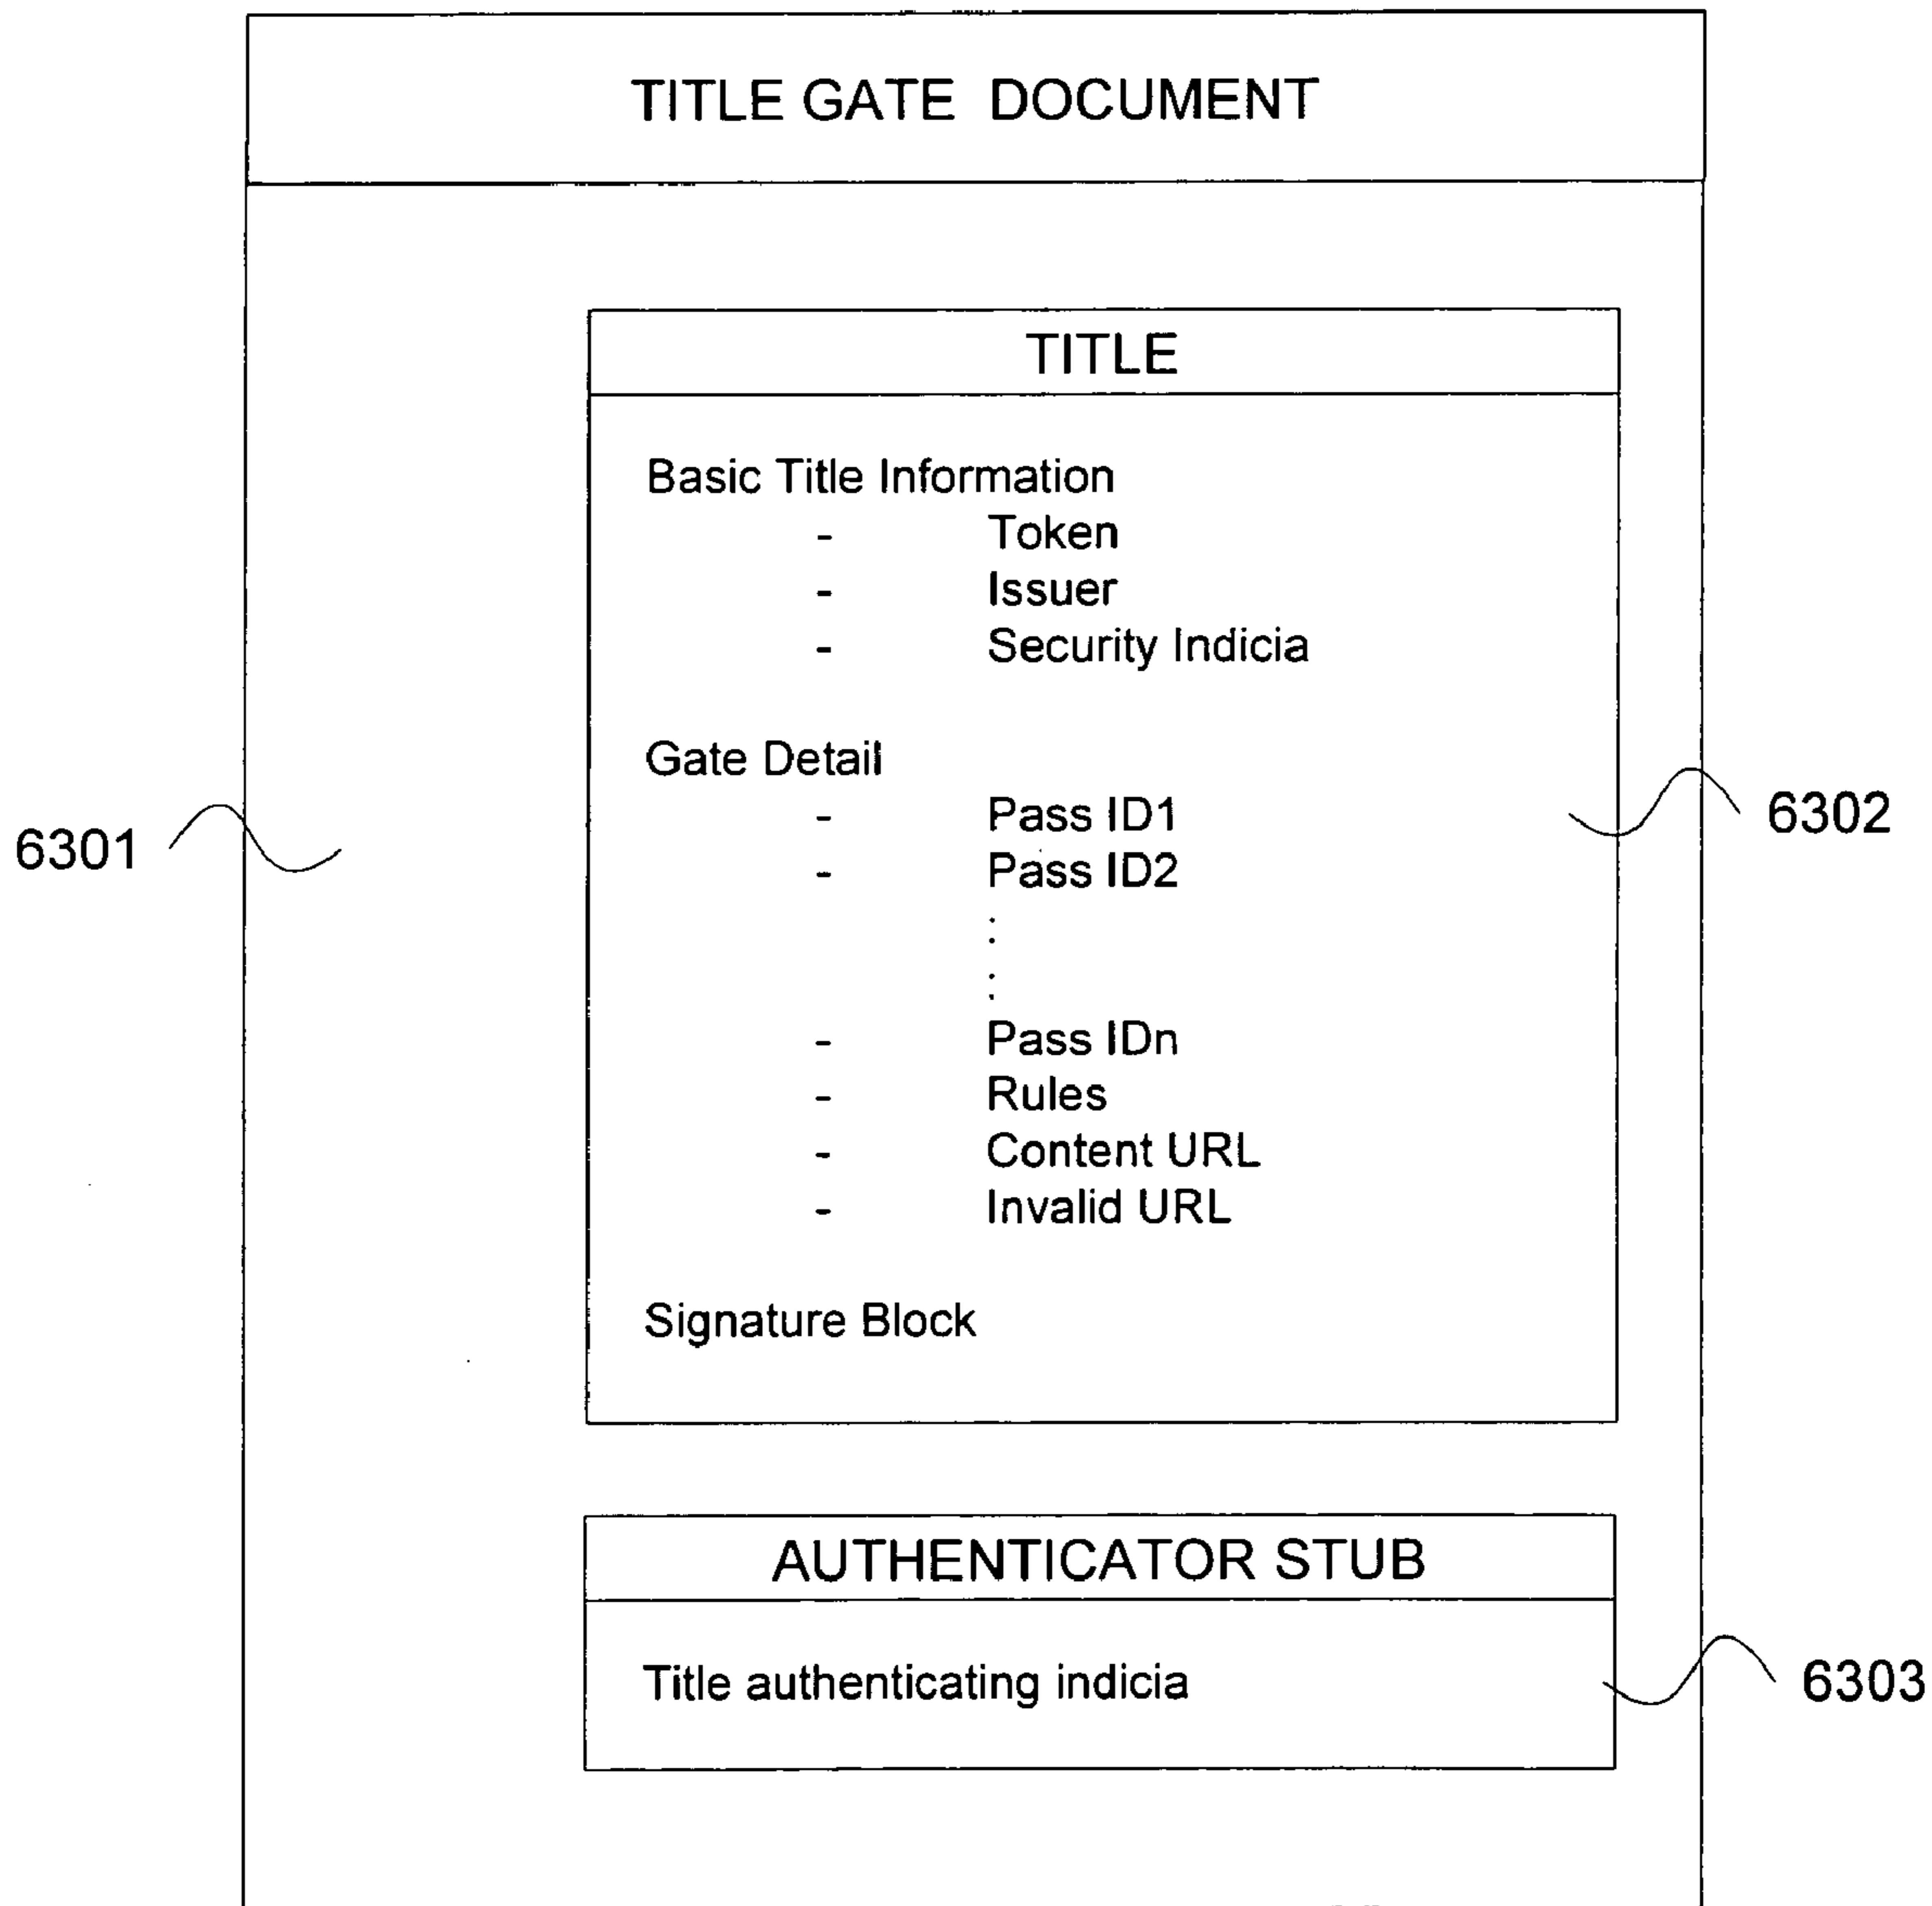 TITLE GATE DOCUMENT
TITLE
Basic Title Information
- Token
- Issuer
- Security Indicia
Gate Detail
- Pass ID1
- Pass ID2
:
:
- Pass IDn
- Rules
- Content URL
- Invalid URL
Signature Block
6301
6302
AUTHENTICATOR STUB
Title authenticating indicia
6303